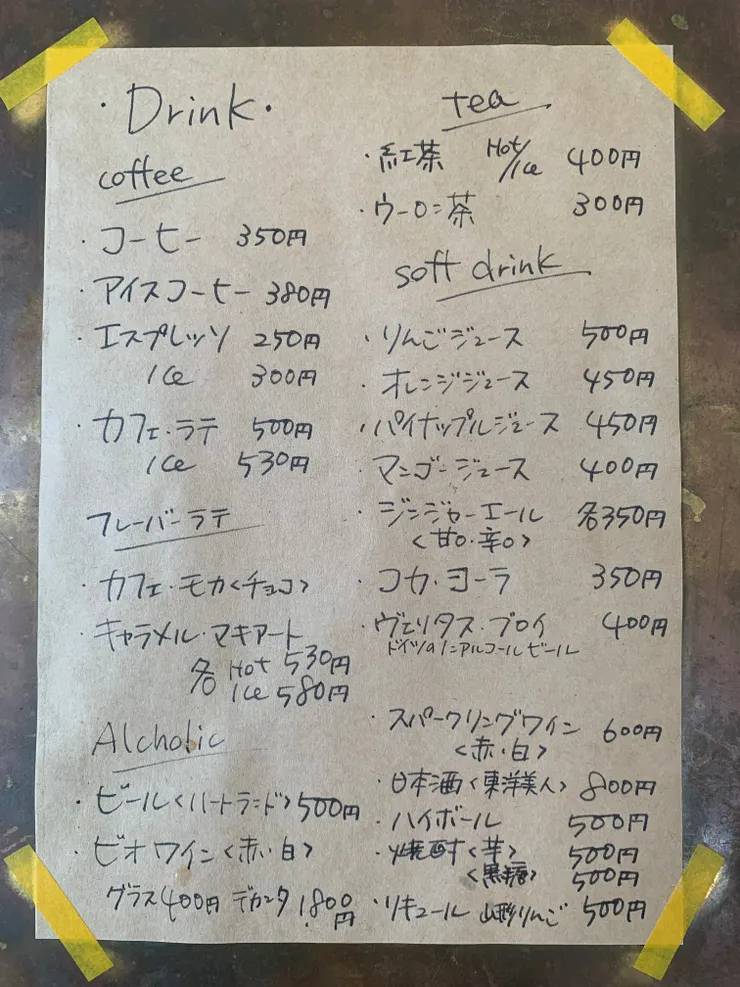 ・Drink・
coffee
・コーヒー 350円
・アイスコーヒー 380円
・エスプレッソ 250円
Ice 300円
・カフェ・ラテ 500円
Ice 530円
フレーバーラテ
・カフェ・モカ<チョコ>
・キャラメル・マキアート
各 Hot 530円
Ice 580円
Alcholic
・ビール<ハートランド>500円
・ビオワイン<赤・白>
グラス400円 デカンタ 1,800円
tea
・紅茶 Hot/Ice 400円
・ウーロン茶 300円
soft drink
・りんごジュース 500円
・オレンジジュース 450円
・パイナップルジュース 450円
・マンゴージュース 400円
・ジンジャーエール 各350円
<甘口・辛口>
・コカ・コーラ 350円
・ヴェリタス・ブロイ 400円
ドイツのノンアルコールビール
・スパークリングワイン 600円
<赤・白>
・日本酒<東洋美人> 800円
・ハイボール 500円
・焼酎<芋> 500円
<黒糖> 500円
・リキュール 山形りんご 500円